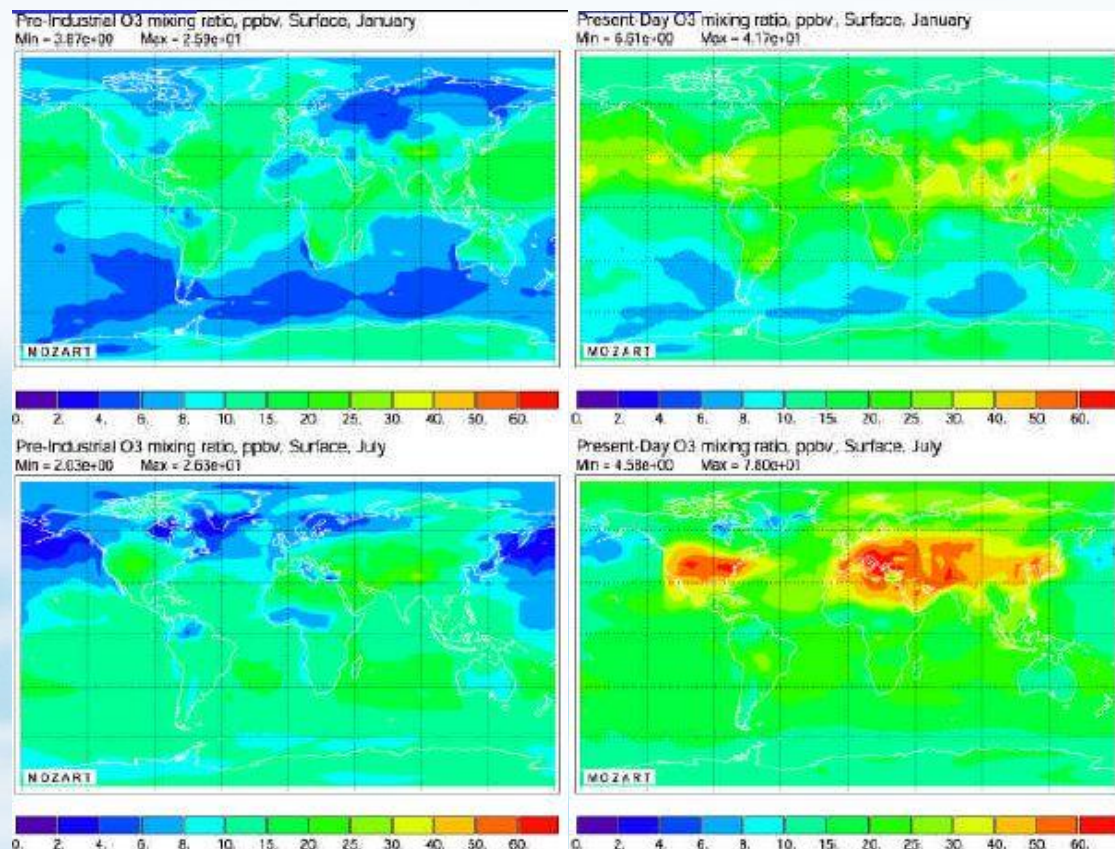 Pre-Industrial O3 mixing ratio, ppbv, Surface, January
Min = 3.87e+00 Max = 2.59e+01
MOZART
0. 2. 4. 6. 8. 10. 15. 20. 25. 30. 40. 50. 60.
Present-Day O3 mixing ratio, ppbv, Surface, January
Min = 6.61e+00 Max = 4.17e+01
MOZART
0. 2. 4. 6. 8. 10. 15. 20. 25. 30. 40. 50. 60.
Pre-Industrial O3 mixing ratio, ppbv, Surface, July
Min = 2.03e+00 Max = 2.63e+01
MOZART
0. 2. 4. 6. 8. 10. 15. 20. 25. 30. 40. 50. 60.
Present-Day O3 mixing ratio, ppbv, Surface, July
Min = 4.58e+00 Max = 7.80e+01
MOZART
0. 2. 4. 6. 8. 10. 15. 20. 25. 30. 40. 50. 60.